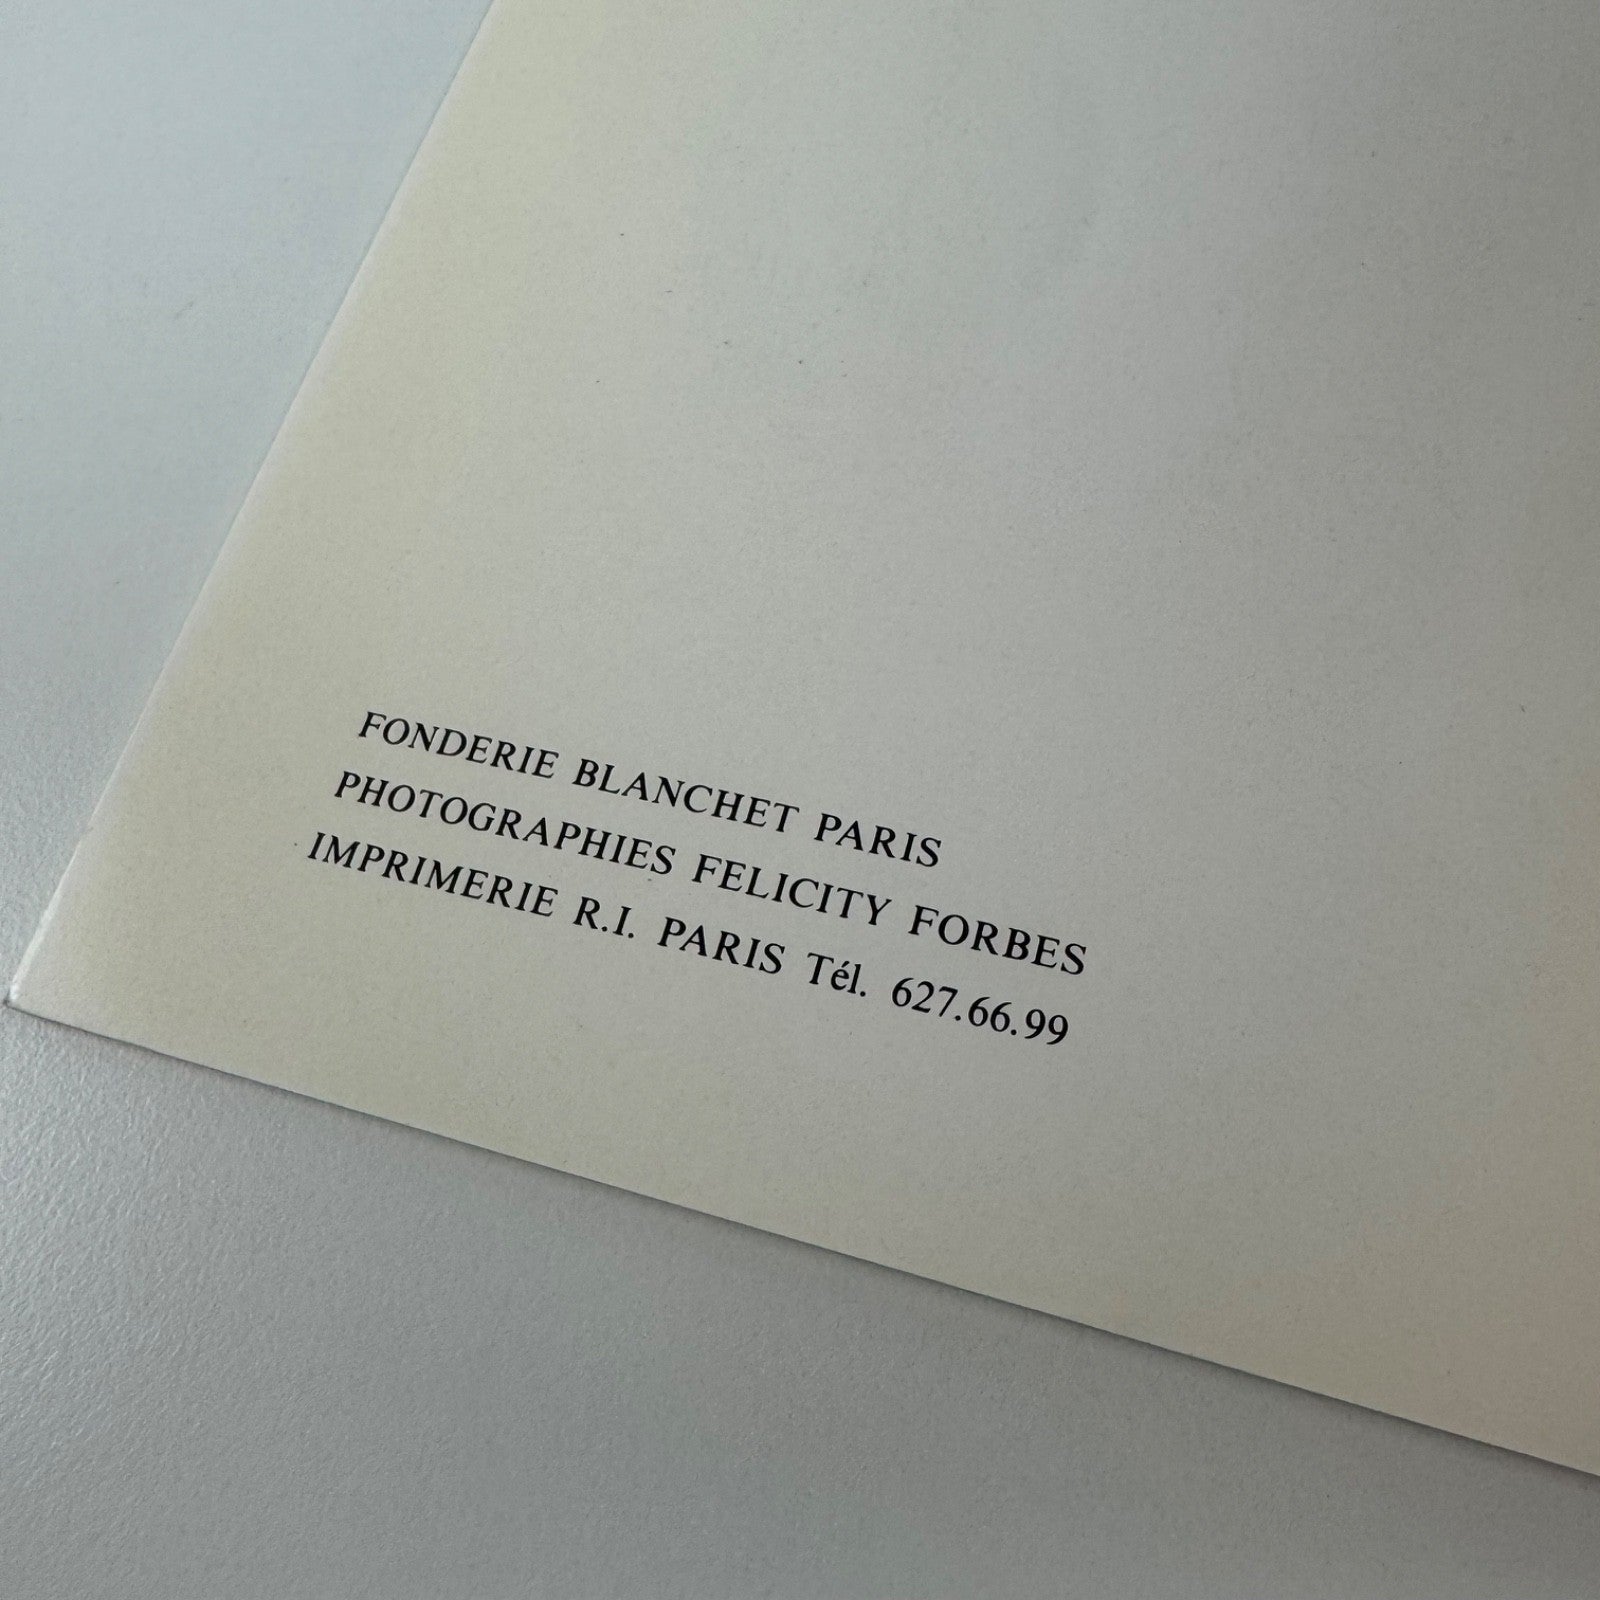 FONDERIE BLANCHET PARIS
PHOTOGRAPHIES FELICITY FORBES
IMPRIMERIE R.I. PARIS Tél. 627.66.99